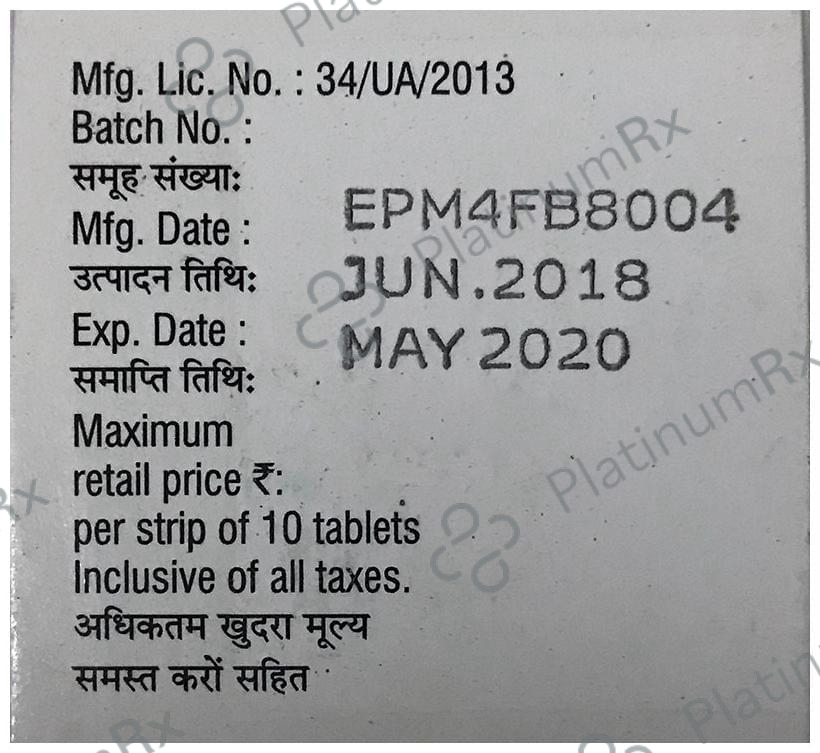 Mfg. Lic. No. : 34/UA/2013
Batch No. :
समूह संख्याः
EPM4FB8004
Mfg. Date :
उत्पादन तिथिः
JUN.2018
Exp. Date :
MAY 2020
समाप्ति तिथिः
Maximum
retail price ₹:
per strip of 10 tablets
Inclusive of all taxes.
अधिकतम खुदरा मूल्य
समस्त करों सहित
PlatinumRx
PlatinumRx